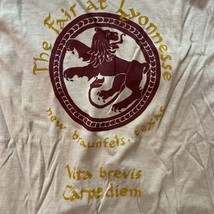 The Fair at Lyonnesse
new braunfels, texas
Vita brevis
Carpe diem